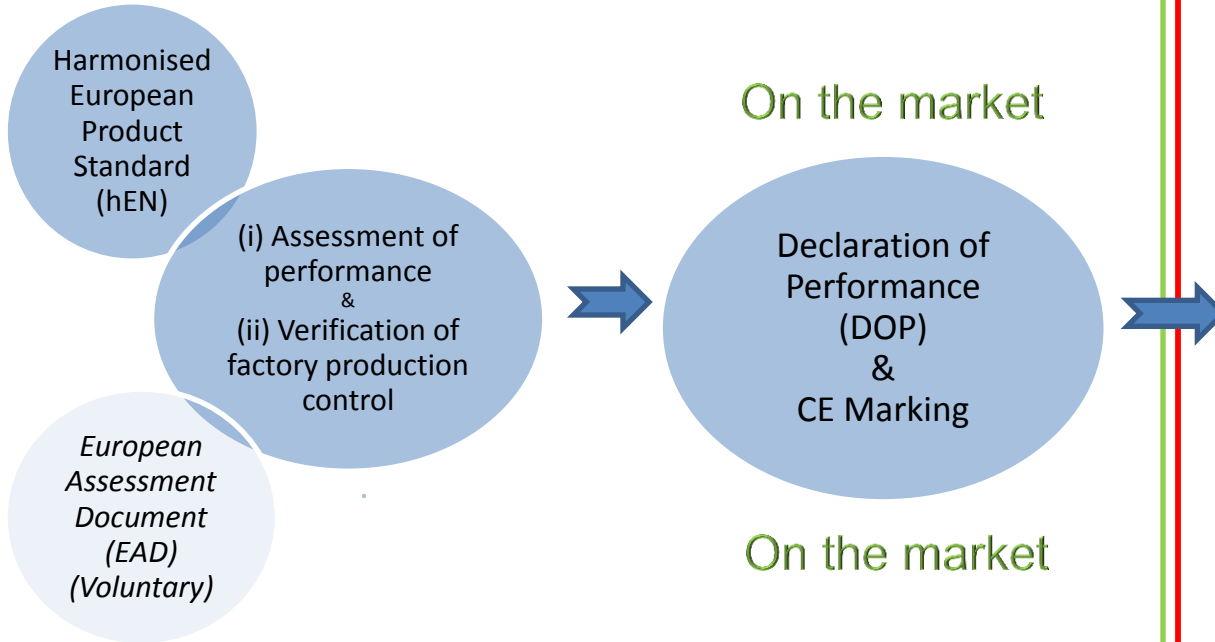 Harmonised
European
Product
Standard
(hEN)
(i) Assessment of
performance
&
(ii) Verification of
factory production
control
European
Assessment
Document
(EAD)
(Voluntary)
On the market
Declaration of
Performance
(DOP)
&
CE Marking
On the market